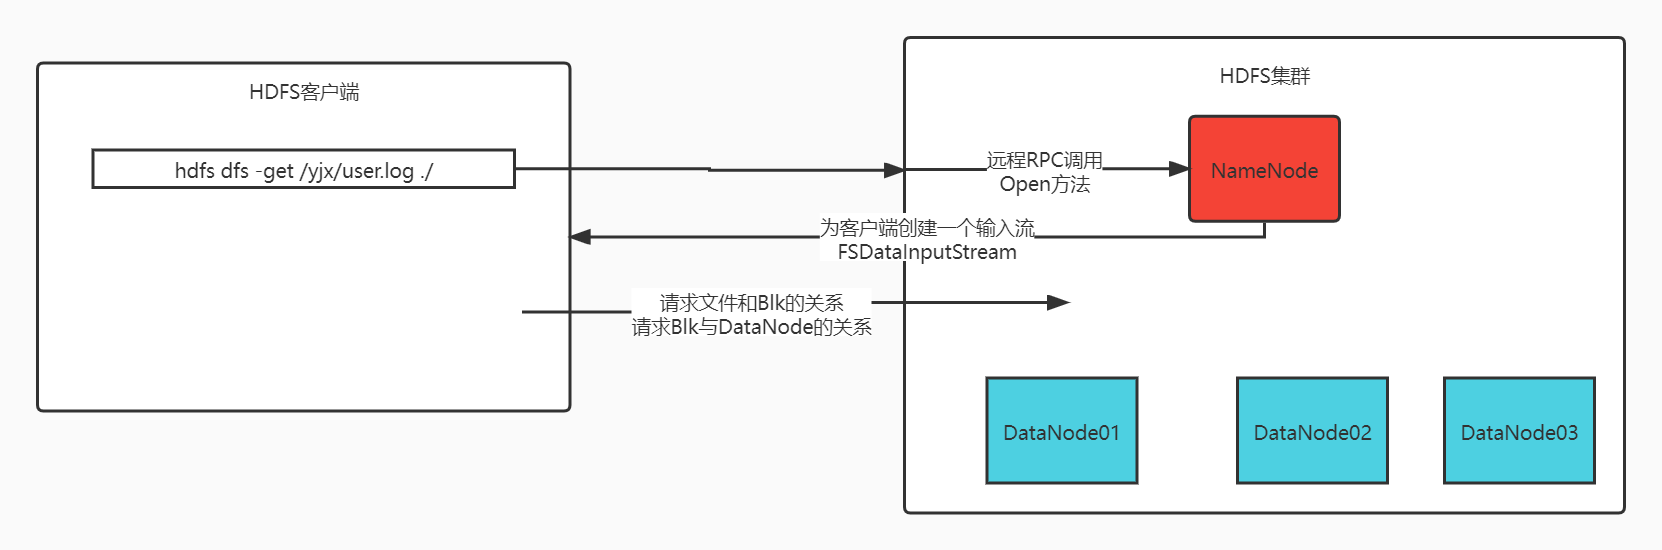 HDFS客户端
hdfs dfs -get /yjx/user.log ./
HDFS集群
远程RPC调用
Open方法
NameNode
为客户端创建一个输入流
FSDataInputStream
请求文件和Blk的关系
请求Blk与DataNode的关系
DataNode01
DataNode02
DataNode03